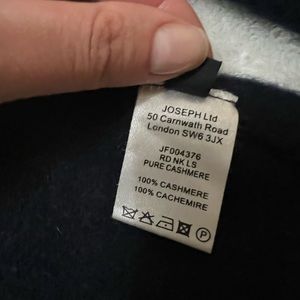 JOSEPH Ltd
50 Carnwath Road
London SW6 3JX
JF004376
RD NK LS
PURE CASHMERE
100% CASHMERE
100% CACHEMIRE
P